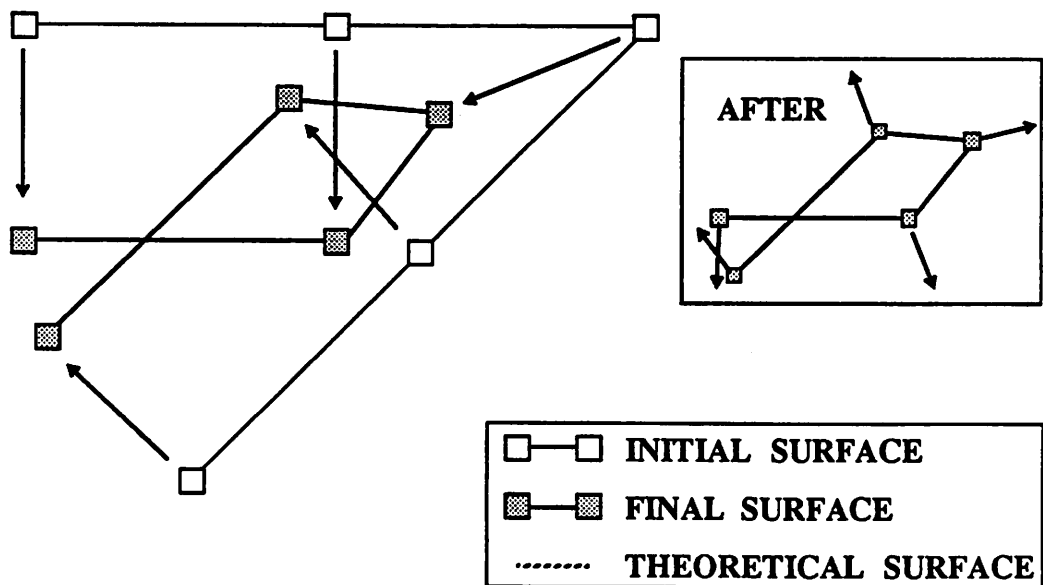 AFTER
INITIAL SURFACE
FINAL SURFACE
THEORETICAL SURFACE